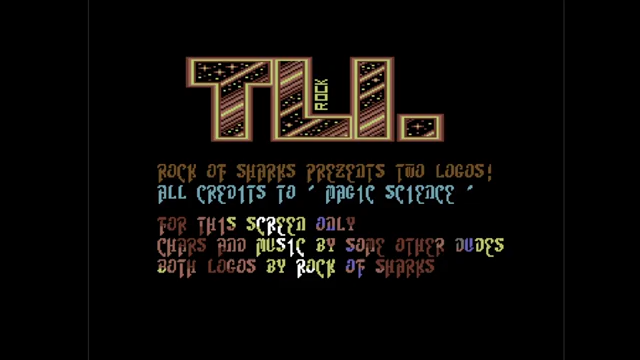 TLI.
ROCK
ROCK OF SHARKS PREZENTS TWO LOGOS!
ALL CREDITS TO ' MAGIC SCIENCE '
FOR THIS SCREEN ONLY
CHARS AND MUSIC BY SOME OTHER DUDES
BOTH LOGOS BY ROCK OF SHARKS